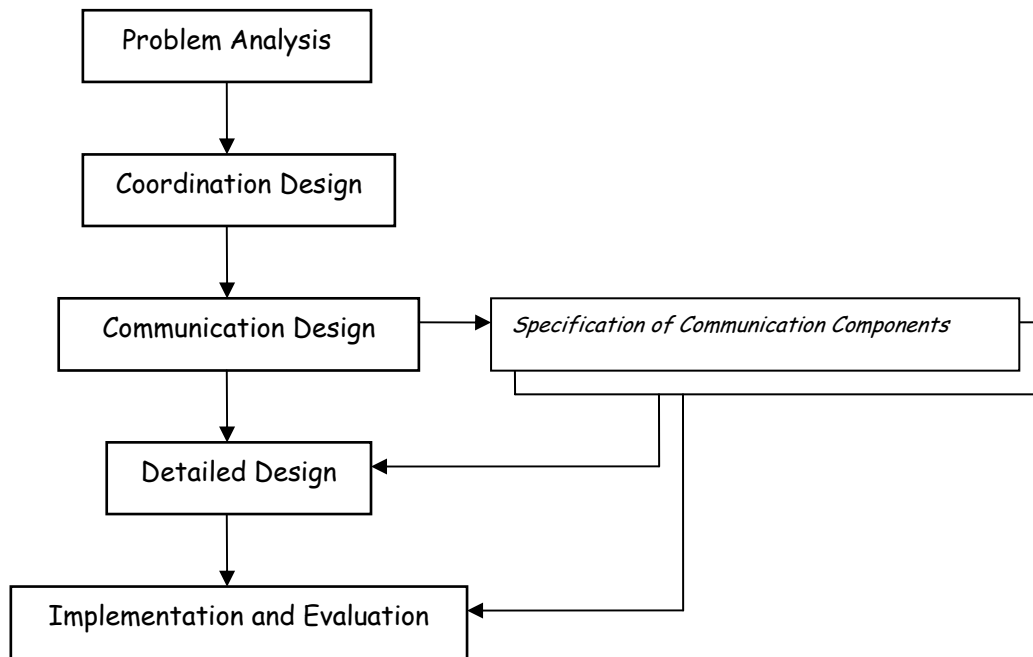 Problem Analysis
Coordination Design
Communication Design
Specification of Communication Components
Detailed Design
Implementation and Evaluation